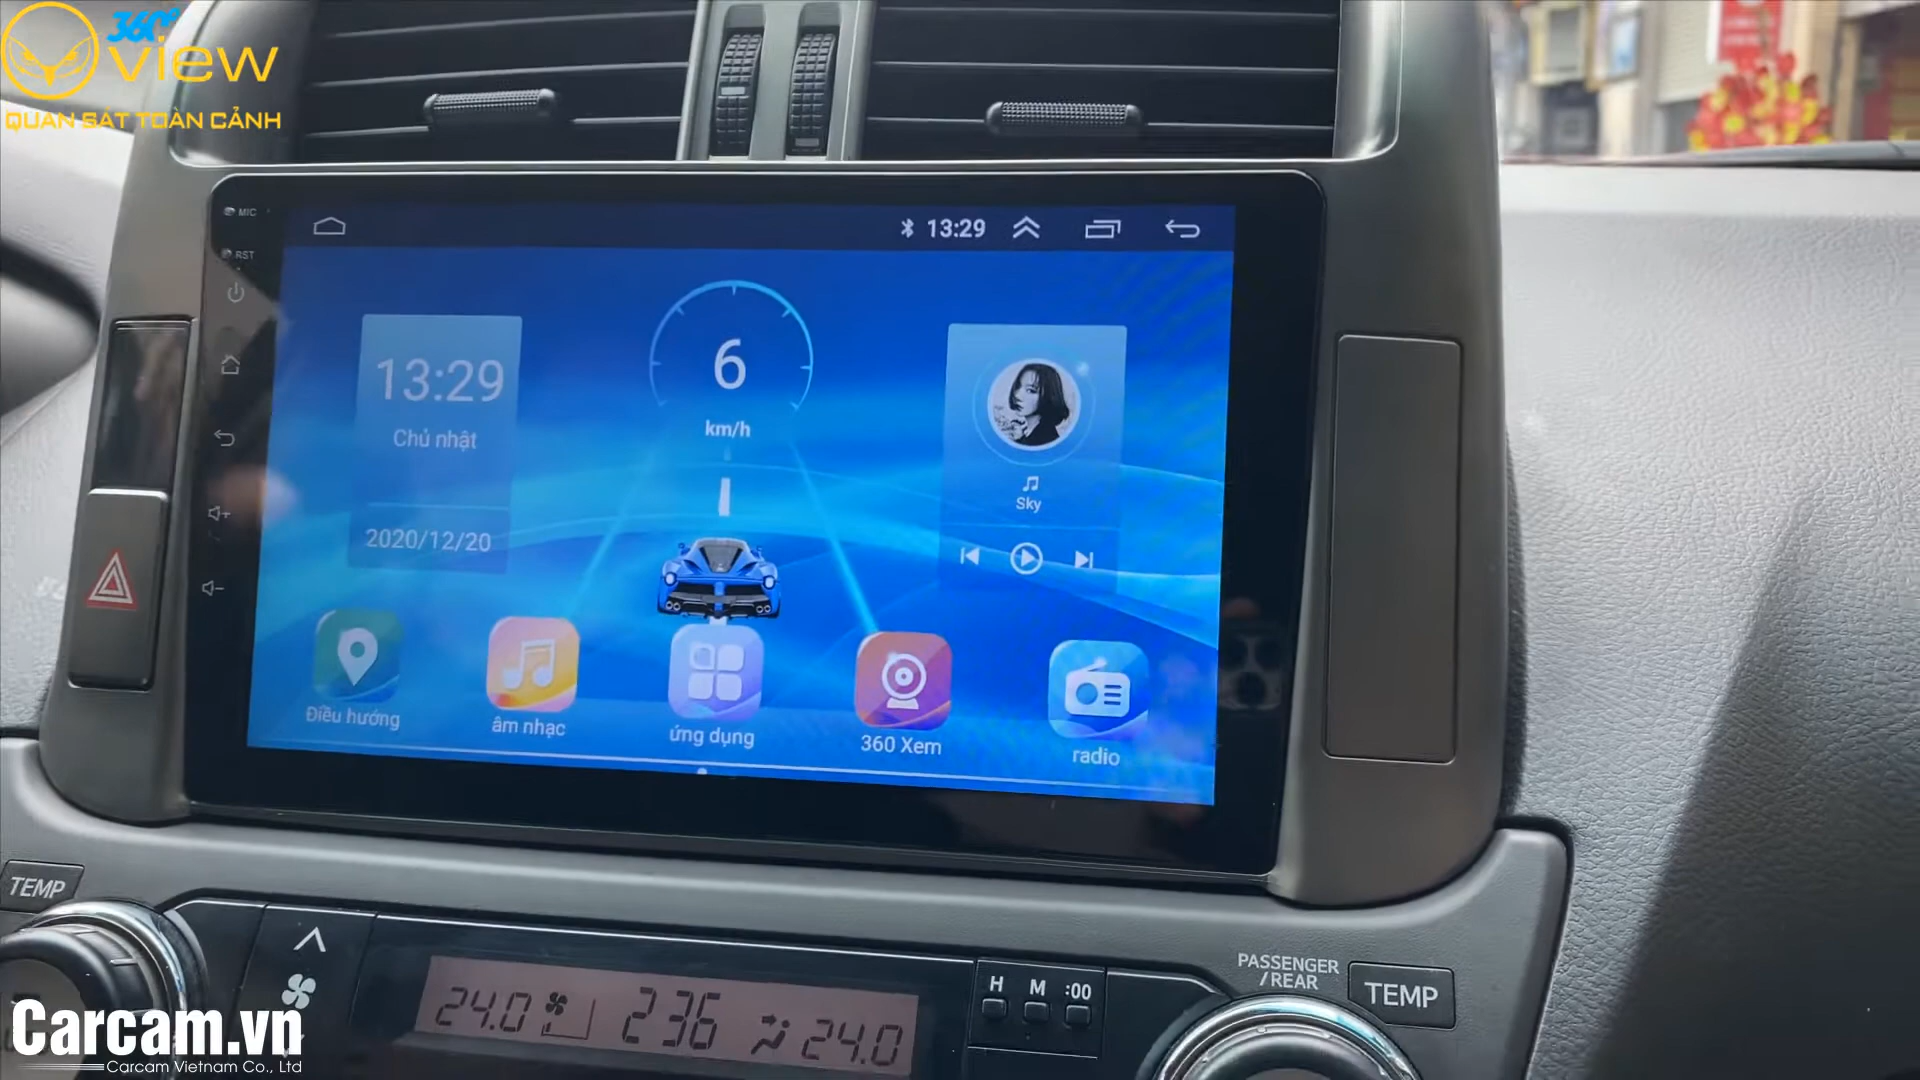 360°
view
QUAN SÁT TOÀN CẢNH
MIC
RST
13:29
13:29
Chủ nhật
2020/12/20
6
km/h
Sky
Điều hướng
âm nhạc
ứng dụng
360 Xem
radio
TEMP
24.0
2:36
24.0
H M :00
PASSENGER
/REAR
TEMP
Carcam.vn
Carcam Vietnam Co., Ltd